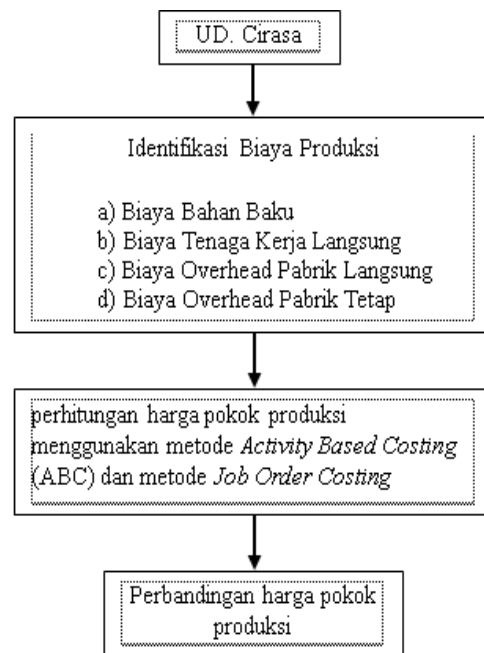 UD. Cirasa
Identifikasi Biaya Produksi
a) Biaya Bahan Baku
b) Biaya Tenaga Kerja Langsung
c) Biaya Overhead Pabrik Langsung
d) Biaya Overhead Pabrik Tetap
perhitungan harga pokok produksi
menggunakan metode Activity Based Costing
(ABC) dan metode Job Order Costing
Perbandingan harga pokok
produksi